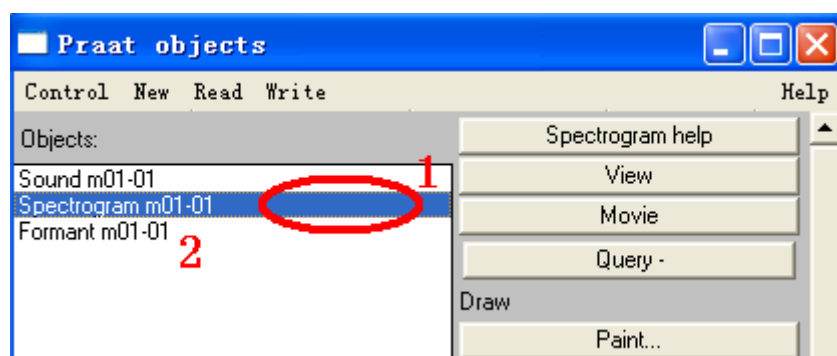 Praat objects
Control New Read Write Help
Objects:
Spectrogram help
Sound m01-01
1
View
Spectrogram m01-01
Movie
Formant m01-01
2
Query -
Draw
Paint...